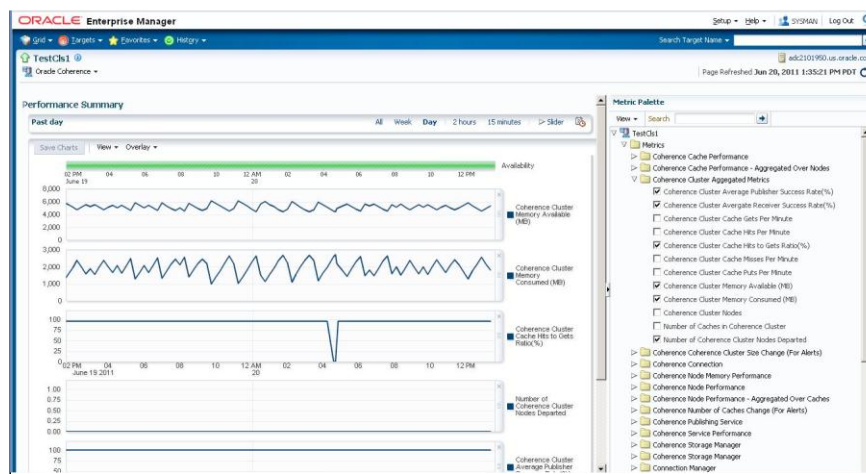 ORACLE Enterprise Manager
Setup Help SYSMAN Log Out
Grid Targets Favorites History
Search Target Name
TestCls1
adc2101950.us.oracle.co
Oracle Coherence
Page Refreshed Jun 20, 2011 1:35:21 PM PDT
Performance Summary
Past day
All Week Day 2 hours 15 minutes Slider
Save Charts View Overlay
Availability
02 PM 04 06 08 10 12 AM 02 04 06 08 10 12 PM
June 19 20
8,000
6,000
4,000
2,000
0
Coherence Cluster
Memory Available
(MB)
3,000
2,000
1,000
0
Coherence Cluster
Memory
Consumed (MB)
100
75
50
25
0
Coherence Cluster
Cache Hits to Gets
Ratio(%)
02 PM 04 06 08 10 12 AM 02 04 06 08 10 12 PM
June 19 2011 20
1.00
0.75
0.50
0.25
0.00
Number of
Coherence Cluster
Nodes Departed
100
75
50
Coherence Cluster
Average Publisher
Metric Palette
View Search
TestCls1
Metrics
Coherence Cache Performance
Coherence Cache Performance - Aggregated Over Nodes
Coherence Cluster Aggegated Metrics
Coherence Cluster Average Publisher Success Rate(%)
Coherence Cluster Avergate Receiver Success Rate(%)
Coherence Cluster Cache Gets Per Minute
Coherence Cluster Cache Hits Per Minute
Coherence Cluster Cache Hits to Gets Ratio(%)
Coherence Cluster Cache Misses Per Minute
Coherence Cluster Cache Puts Per Minute
Coherence Cluster Memory Available (MB)
Coherence Cluster Memory Consumed (MB)
Coherence Cluster Nodes
Number of Caches in Coherence Cluster
Number of Coherence Cluster Nodes Departed
Coherence Coherence Cluster Size Change (For Alerts)
Coherence Connection
Coherence Node Memory Performance
Coherence Node Performance
Coherence Node Performance - Aggregated Over Caches
Coherence Number of Caches Change (For Alerts)
Coherence Publishing Service
Coherence Service Performance
Coherence Storage Manager
Coherence Storage Manager
Connection Manager